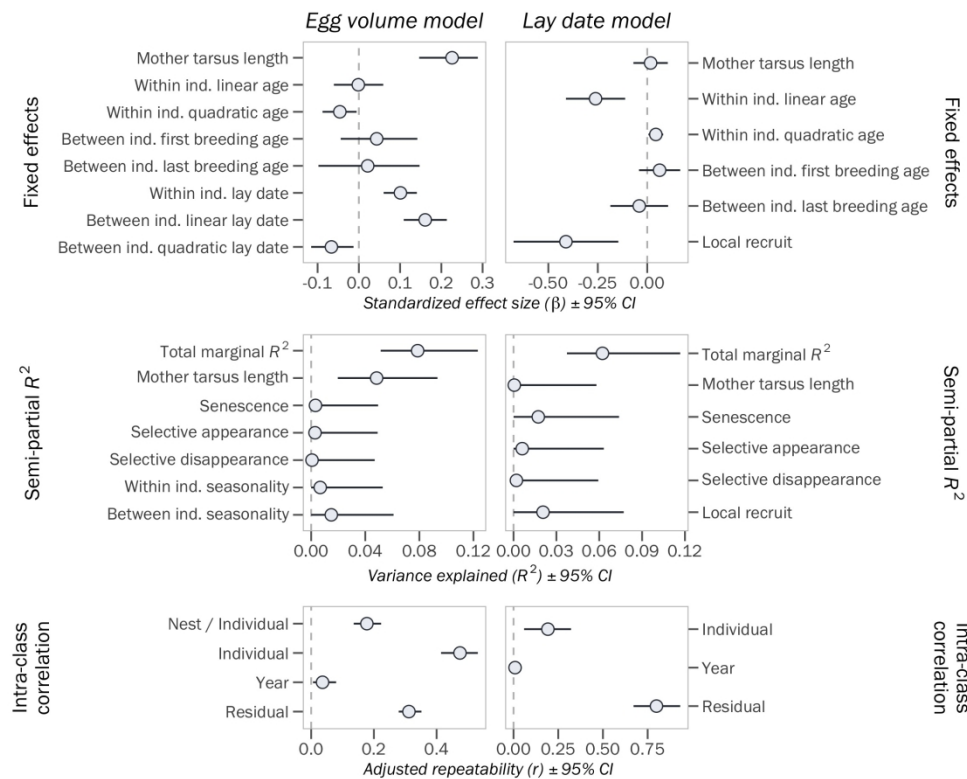 Egg volume model
Lay date model
Fixed effects
Mother tarsus length
Within ind. linear age
Within ind. quadratic age
Between ind. first breeding age
Between ind. last breeding age
Within ind. lay date
Between ind. linear lay date
Between ind. quadratic lay date
-0.1 0.0 0.1 0.2 0.3
Mother tarsus length
Within ind. linear age
Within ind. quadratic age
Between ind. first breeding age
Between ind. last breeding age
Local recruit
-0.50 -0.25 0.00
Fixed effects
Standardized effect size (β) ± 95% CI
Semi-partial R²
Total marginal R²
Mother tarsus length
Senescence
Selective appearance
Selective disappearance
Within ind. seasonality
Between ind. seasonality
0.00 0.04 0.08 0.12
Total marginal R²
Mother tarsus length
Senescence
Selective appearance
Selective disappearance
Local recruit
0.00 0.03 0.06 0.09 0.12
Semi-partial R²
Variance explained (R²) ± 95% CI
Intra-class
correlation
Nest / Individual
Individual
Year
Residual
0.0 0.2 0.4
Individual
Year
Residual
0.00 0.25 0.50 0.75
Intra-class
correlation
Adjusted repeatability (r) ± 95% CI